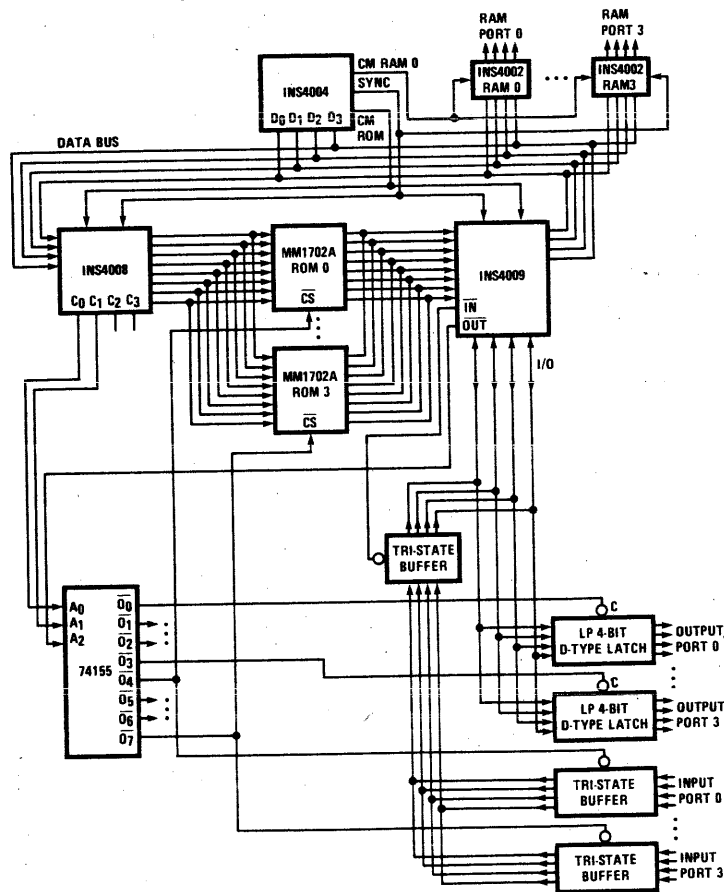 RAM
PORT 0
RAM
PORT 3
CM RAM 0
SYNC
INS4004
D0 D1 D2 D3
CM
ROM
INS4002
RAM 0
...
INS4002
RAM3
DATA BUS
INS4008
C0 C1 C2 C3
MM1702A
ROM 0
CS
MM1702A
ROM 3
CS
INS4009
IN
OUT
I/O
TRI-STATE
BUFFER
A0
A1
A2
74155
O0
O1
O2
O3
O4
O5
O6
O7
C
LP 4-BIT
D-TYPE LATCH
OUTPUT
PORT 0
C
LP 4-BIT
D-TYPE LATCH
OUTPUT
PORT 3
TRI-STATE
BUFFER
INPUT
PORT 0
TRI-STATE
BUFFER
INPUT
PORT 3